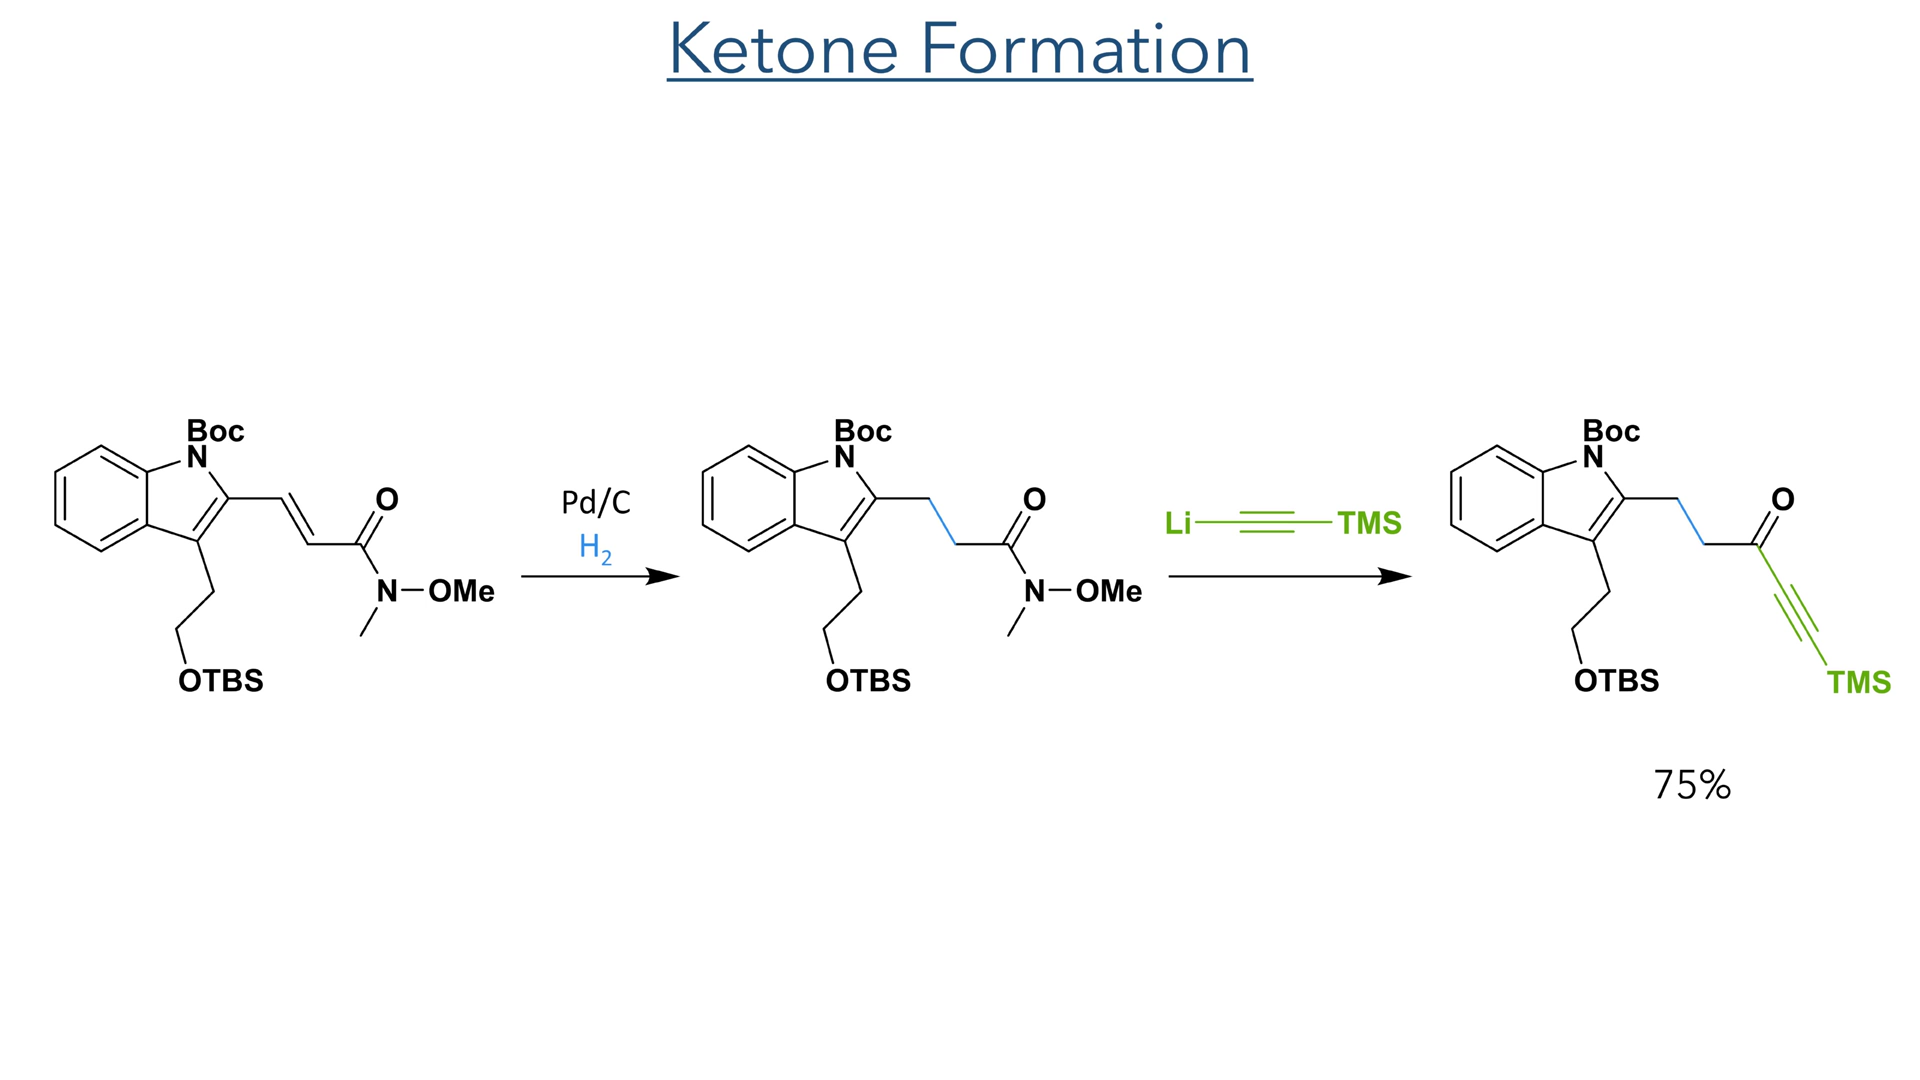 Ketone Formation
Boc
N
O
N
OMe
OTBS
Pd/C
H₂
Boc
N
O
N
OMe
OTBS
Li
TMS
Boc
N
O
OTBS
TMS
75%